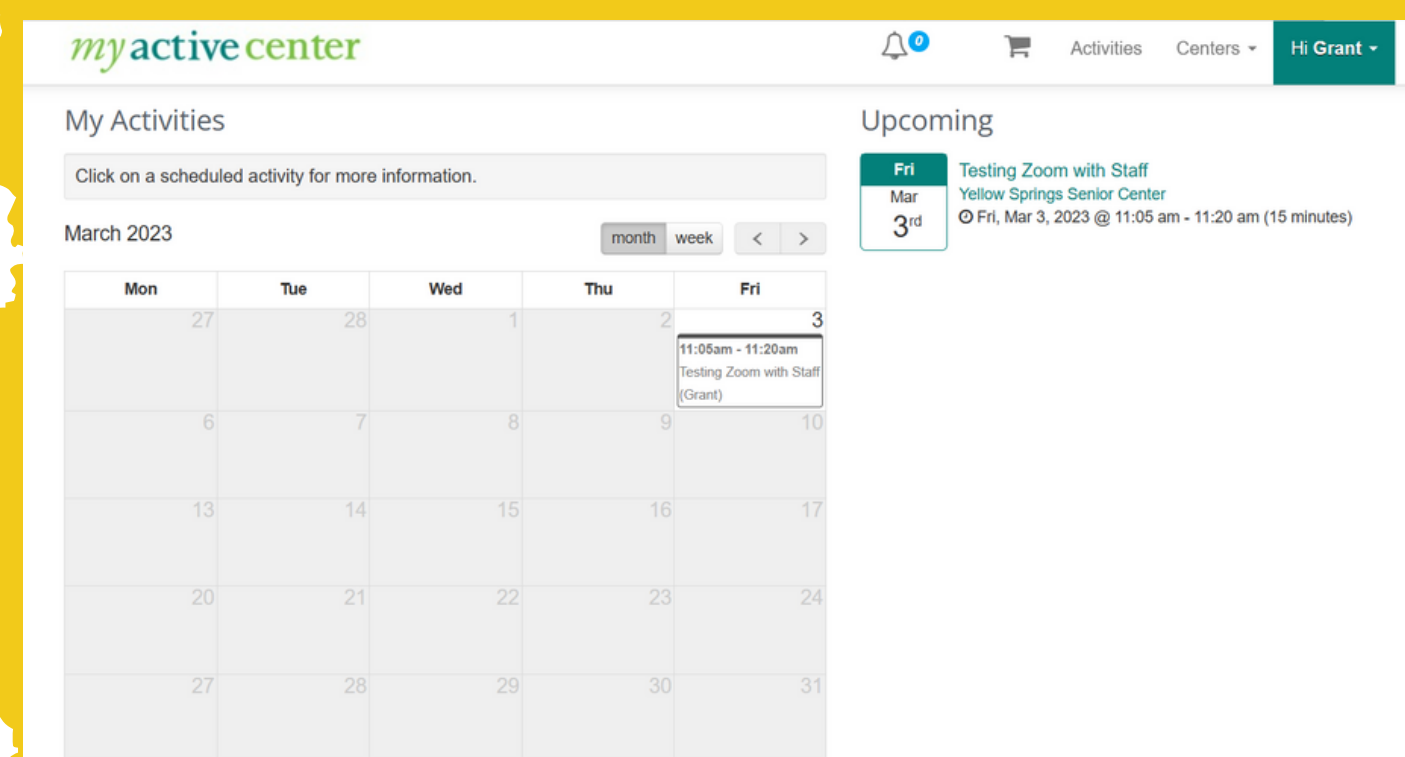 my active center
0
Activities
Centers
Hi Grant
My Activities
Click on a scheduled activity for more information.
March 2023
month week < >
Mon Tue Wed Thu Fri
27 28 1 2 3
11:05am - 11:20am
Testing Zoom with Staff
(Grant)
6 7 8 9 10
13 14 15 16 17
20 21 22 23 24
27 28 29 30 31
Upcoming
Fri
Mar
3rd
Testing Zoom with Staff
Yellow Springs Senior Center
Fri, Mar 3, 2023 @ 11:05 am - 11:20 am (15 minutes)